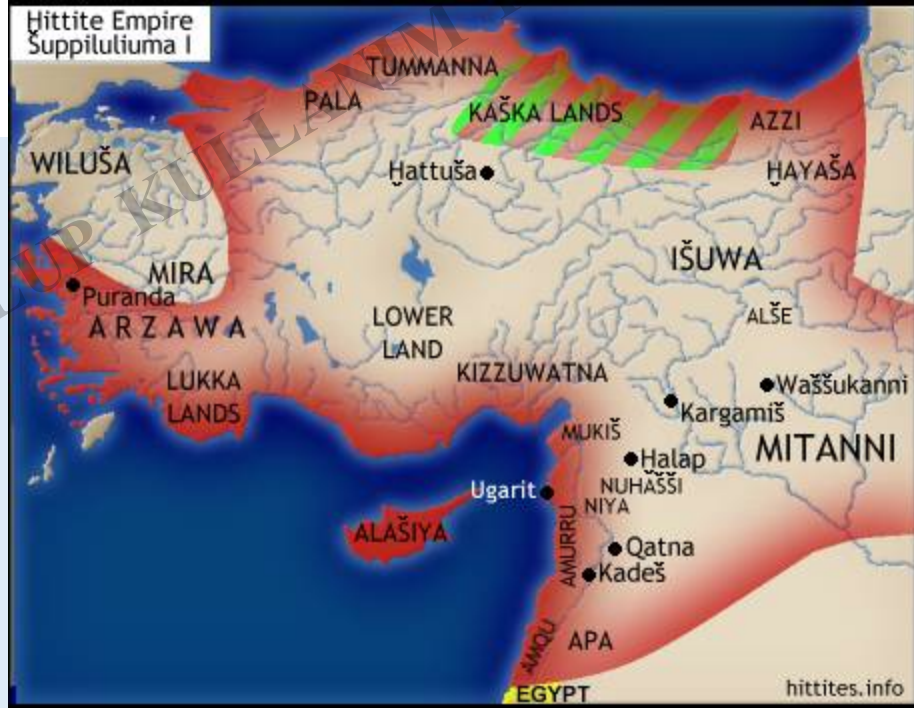 Hittite Empire
Šuppiluliuma I
TUMMANNA
PALA
KAŠKA LANDS
AZZI
WILUŠA
Ḫattuša
ḪAYAŠA
MIRA
IŠUWA
Puranda
ARZAWA
LOWER
LAND
ALŠE
LUKKA
LANDS
KIZZUWATNA
Waššukanni
Kargamiš
MUKIŠ
MITANNI
Halap
NUḪAŠŠI
Ugarit
NIYA
ALAŠIYA
AMURRU
Qatna
Kadeš
AMQU
APA
EGYPT
hittites.info
KULLANIM